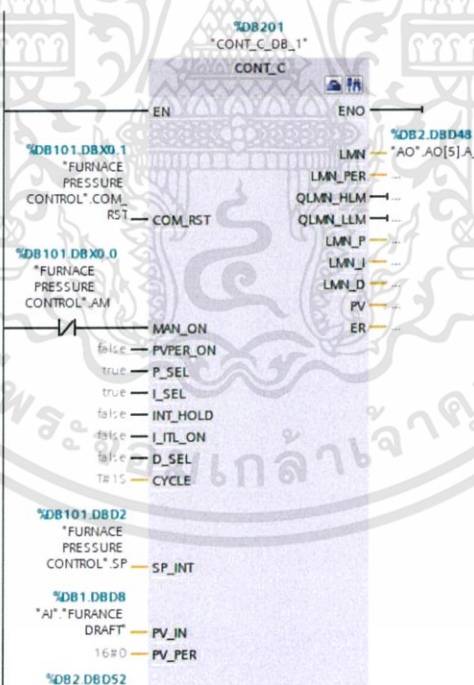 %DB201
"CONT_C_DB_1"
CONT_C
EN
ENO
%DB2.DBD48
LMN
"AO".AO[5].A
LMN_PER
...
QLMN_HLM
...
QLMN_LLM
...
LMN_P
...
LMN_I
...
LMN_D
...
PV
...
ER
...
%DB101.DBX0.1
"FURNACE
PRESSURE
CONTROL".COM_
RST
COM_RST
%DB101.DBX0.0
"FURNACE
PRESSURE
CONTROL".AM
MAN_ON
false
PVPER_ON
true
P_SEL
true
I_SEL
false
INT_HOLD
false
I_ITL_ON
false
D_SEL
T#1S
CYCLE
%DB101.DBD2
"FURNACE
PRESSURE
CONTROL".SP
SP_INT
%DB1.DBD8
"AI"."FURANCE
DRAFT"
PV_IN
16#0
PV_PER
%DB2.DBD52